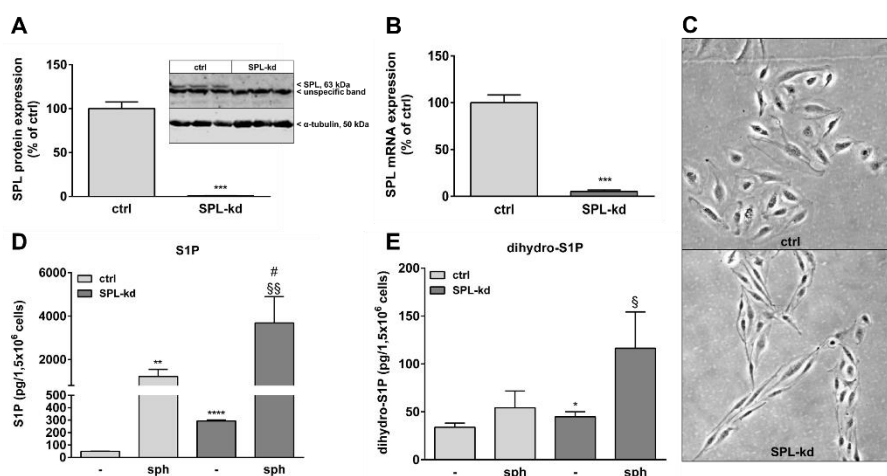 A
SPL protein expression
(% of ctrl)
150
100
50
0
ctrl
SPL-kd
***
ctrl
SPL-kd
< SPL, 63 kDa
< unspecific band
< α-tubulin, 50 kDa
B
SPL mRNA expression
(% of ctrl)
150
100
50
0
***
ctrl
SPL-kd
C
ctrl
SPL-kd
D
S1P
S1P (pg/1,5x10⁶ cells)
6000
4000
2000
500
400
300
200
100
0
ctrl
SPL-kd
**
****
#
§§
-
sph
-
sph
E
dihydro-S1P
dihydro-S1P (pg/1,5x10⁶ cells)
200
150
100
50
0
ctrl
SPL-kd
*
§
-
sph
-
sph